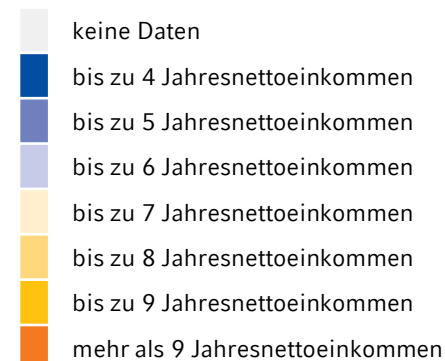 keine Daten
bis zu 4 Jahresnettoeinkommen
bis zu 5 Jahresnettoeinkommen
bis zu 6 Jahresnettoeinkommen
bis zu 7 Jahresnettoeinkommen
bis zu 8 Jahresnettoeinkommen
bis zu 9 Jahresnettoeinkommen
mehr als 9 Jahresnettoeinkommen